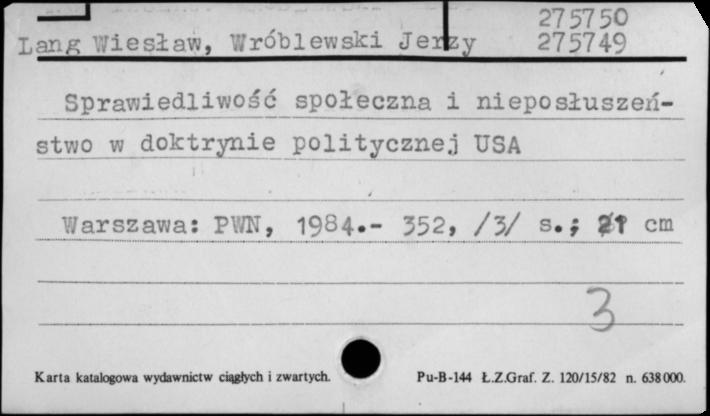 275750
Lang Wiesław, Wróblewski Jerzy 275749
Sprawiedliwość społeczna i nieposłuszeń-
stwo w doktrynie politycznej USA
Warszawa: PWN, 1984.- 352, /3/ s.; 21 cm
3
Karta katalogowa wydawnictw ciągłych i zwartych. Pu-B-144 Ł.Z.Graf. Z. 120/15/82 n. 638000.